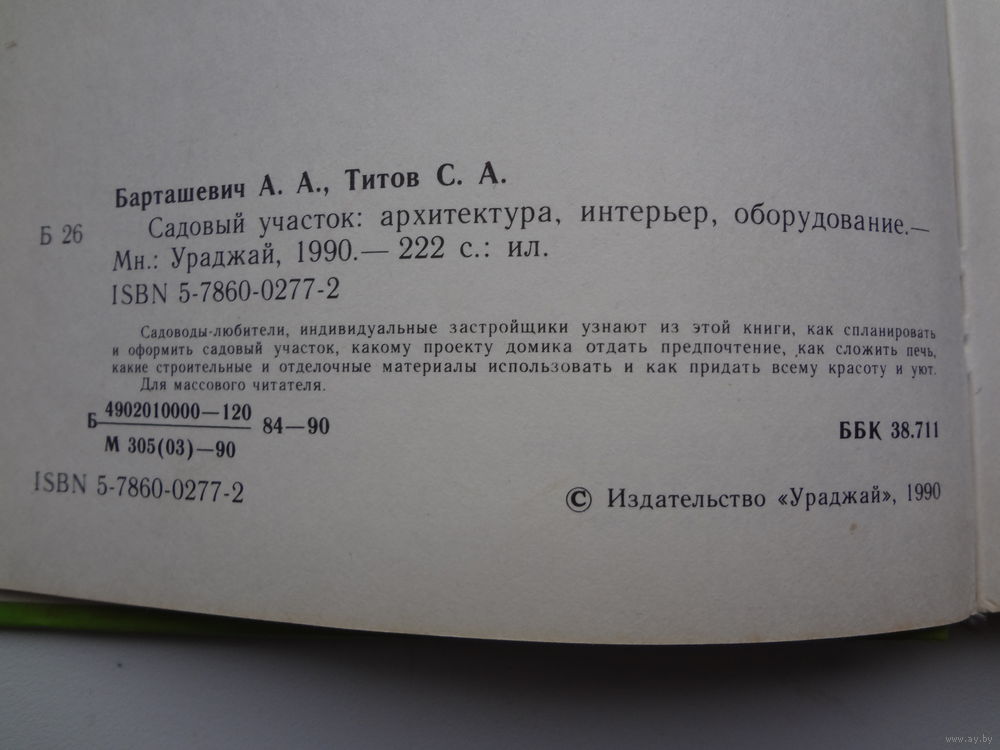 Барташевич А. А., Титов С. А.
Б 26 Садовый участок: архитектура, интерьер, оборудование.—
Мн.: Ураджай, 1990.— 222 с.: ил.
ISBN 5-7860-0277-2
Садоводы-любители, индивидуальные застройщики узнают из этой книги, как спланировать
и оформить садовый участок, какому проекту домика отдать предпочтение, как сложить печь,
какие строительные и отделочные материалы использовать и как придать всему красоту и уют.
Для массового читателя.
Б 4902010000—120 84—90
М 305(03)—90
ББК 38.711
ISBN 5-7860-0277-2
© Издательство «Ураджай», 1990
www.ay.by